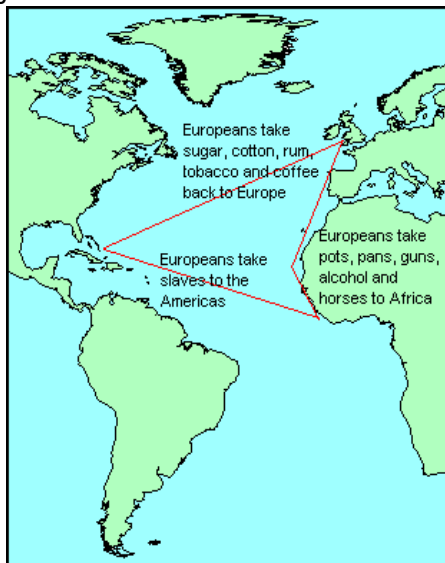 Europeans take
sugar, cotton, rum,
tobacco and coffee
back to Europe
Europeans take
slaves to the
Americas
Europeans take
pots, pans, guns,
alcohol and
horses to Africa